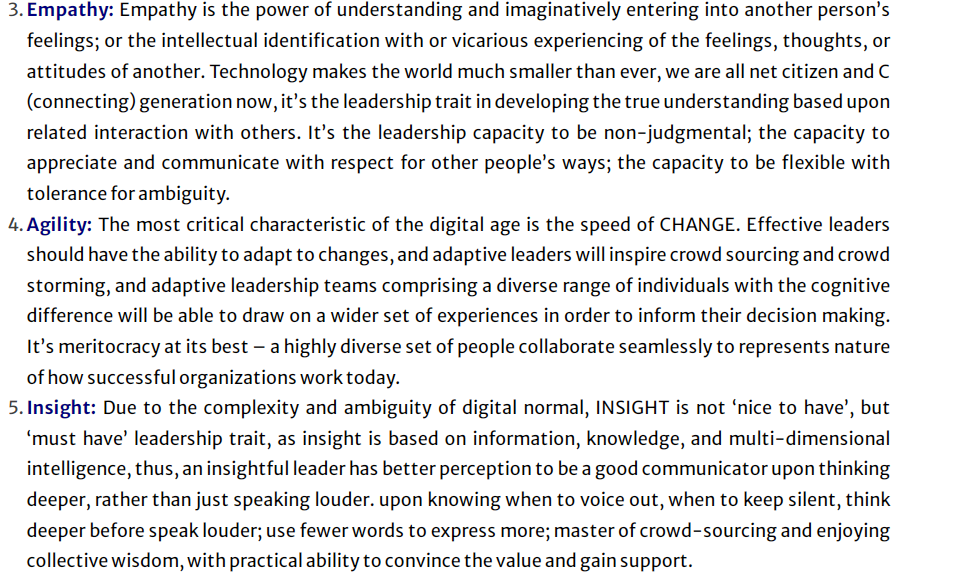 3. Empathy: Empathy is the power of understanding and imaginatively entering into another person's
feelings; or the intellectual identification with or vicarious experiencing of the feelings, thoughts, or
attitudes of another. Technology makes the world much smaller than ever, we are all net citizen and C
(connecting) generation now, it's the leadership trait in developing the true understanding based upon
related interaction with others. It's the leadership capacity to be non-judgmental; the capacity to
appreciate and communicate with respect for other people's ways; the capacity to be flexible with
tolerance for ambiguity.
4. Agility: The most critical characteristic of the digital age is the speed of CHANGE. Effective leaders
should have the ability to adapt to changes, and adaptive leaders will inspire crowd sourcing and crowd
storming, and adaptive leadership teams comprising a diverse range of individuals with the cognitive
difference will be able to draw on a wider set of experiences in order to inform their decision making.
It's meritocracy at its best – a highly diverse set of people collaborate seamlessly to represents nature
of how successful organizations work today.
5. Insight: Due to the complexity and ambiguity of digital normal, INSIGHT is not 'nice to have', but
'must have' leadership trait, as insight is based on information, knowledge, and multi-dimensional
intelligence, thus, an insightful leader has better perception to be a good communicator upon thinking
deeper, rather than just speaking louder. upon knowing when to voice out, when to keep silent, think
deeper before speak louder; use fewer words to express more; master of crowd-sourcing and enjoying
collective wisdom, with practical ability to convince the value and gain support.